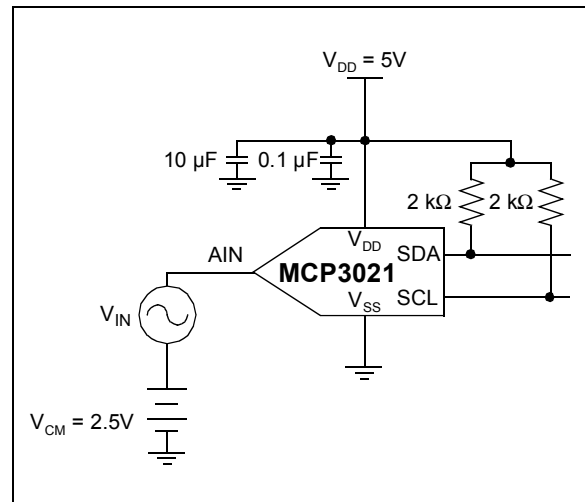 V_DD = 5V
10 µF
0.1 µF
2 kΩ
2 kΩ
V_DD
SDA
AIN
MCP3021
V_SS
SCL
V_IN
V_CM = 2.5V